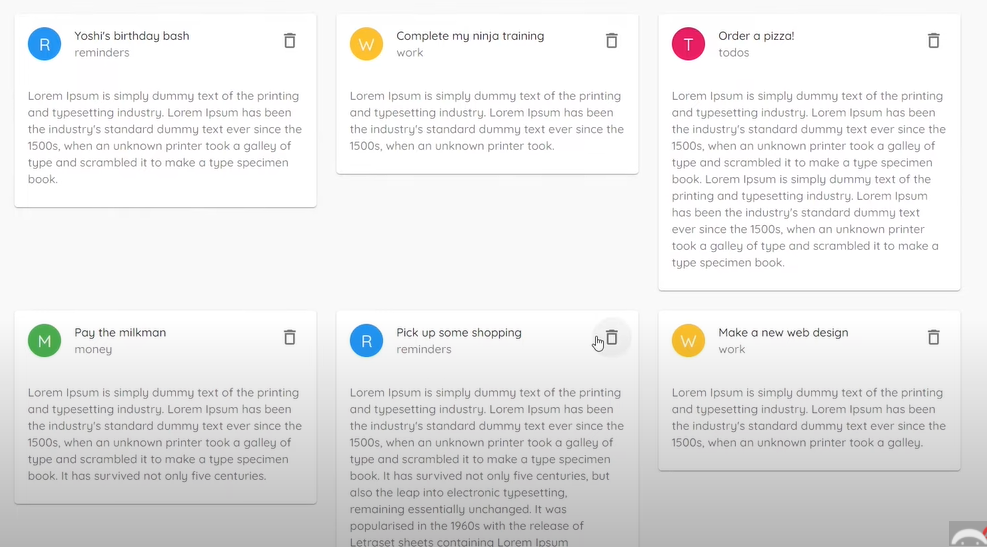 R
Yoshi's birthday bash
reminders
Lorem Ipsum is simply dummy text of the printing
and typesetting industry. Lorem Ipsum has been
the industry's standard dummy text ever since the
1500s, when an unknown printer took a galley of
type and scrambled it to make a type specimen
book.
W
Complete my ninja training
work
Lorem Ipsum is simply dummy text of the printing
and typesetting industry. Lorem Ipsum has been
the industry's standard dummy text ever since the
1500s, when an unknown printer took.
T
Order a pizza!
todos
Lorem Ipsum is simply dummy text of the printing
and typesetting industry. Lorem Ipsum has been
the industry's standard dummy text ever since the
1500s, when an unknown printer took a galley of
type and scrambled it to make a type specimen
book. Lorem Ipsum is simply dummy text of the
printing and typesetting industry. Lorem Ipsum
has been the industry's standard dummy text
ever since the 1500s, when an unknown printer
took a galley of type and scrambled it to make a
type specimen book.
M
Pay the milkman
money
Lorem Ipsum is simply dummy text of the printing
and typesetting industry. Lorem Ipsum has been
the industry's standard dummy text ever since the
1500s, when an unknown printer took a galley of
type and scrambled it to make a type specimen
book. It has survived not only five centuries.
R
Pick up some shopping
reminders
Lorem Ipsum is simply dummy text of the printing
and typesetting industry. Lorem Ipsum has been
the industry's standard dummy text ever since the
1500s, when an unknown printer took a galley of
type and scrambled it to make a type specimen
book. It has survived not only five centuries, but
also the leap into electronic typesetting,
remaining essentially unchanged. It was
popularised in the 1960s with the release of
Letraset sheets containing Lorem Ipsum
W
Make a new web design
work
Lorem Ipsum is simply dummy text of the printing
and typesetting industry. Lorem Ipsum has been
the industry's standard dummy text ever since the
1500s, when an unknown printer took a galley.